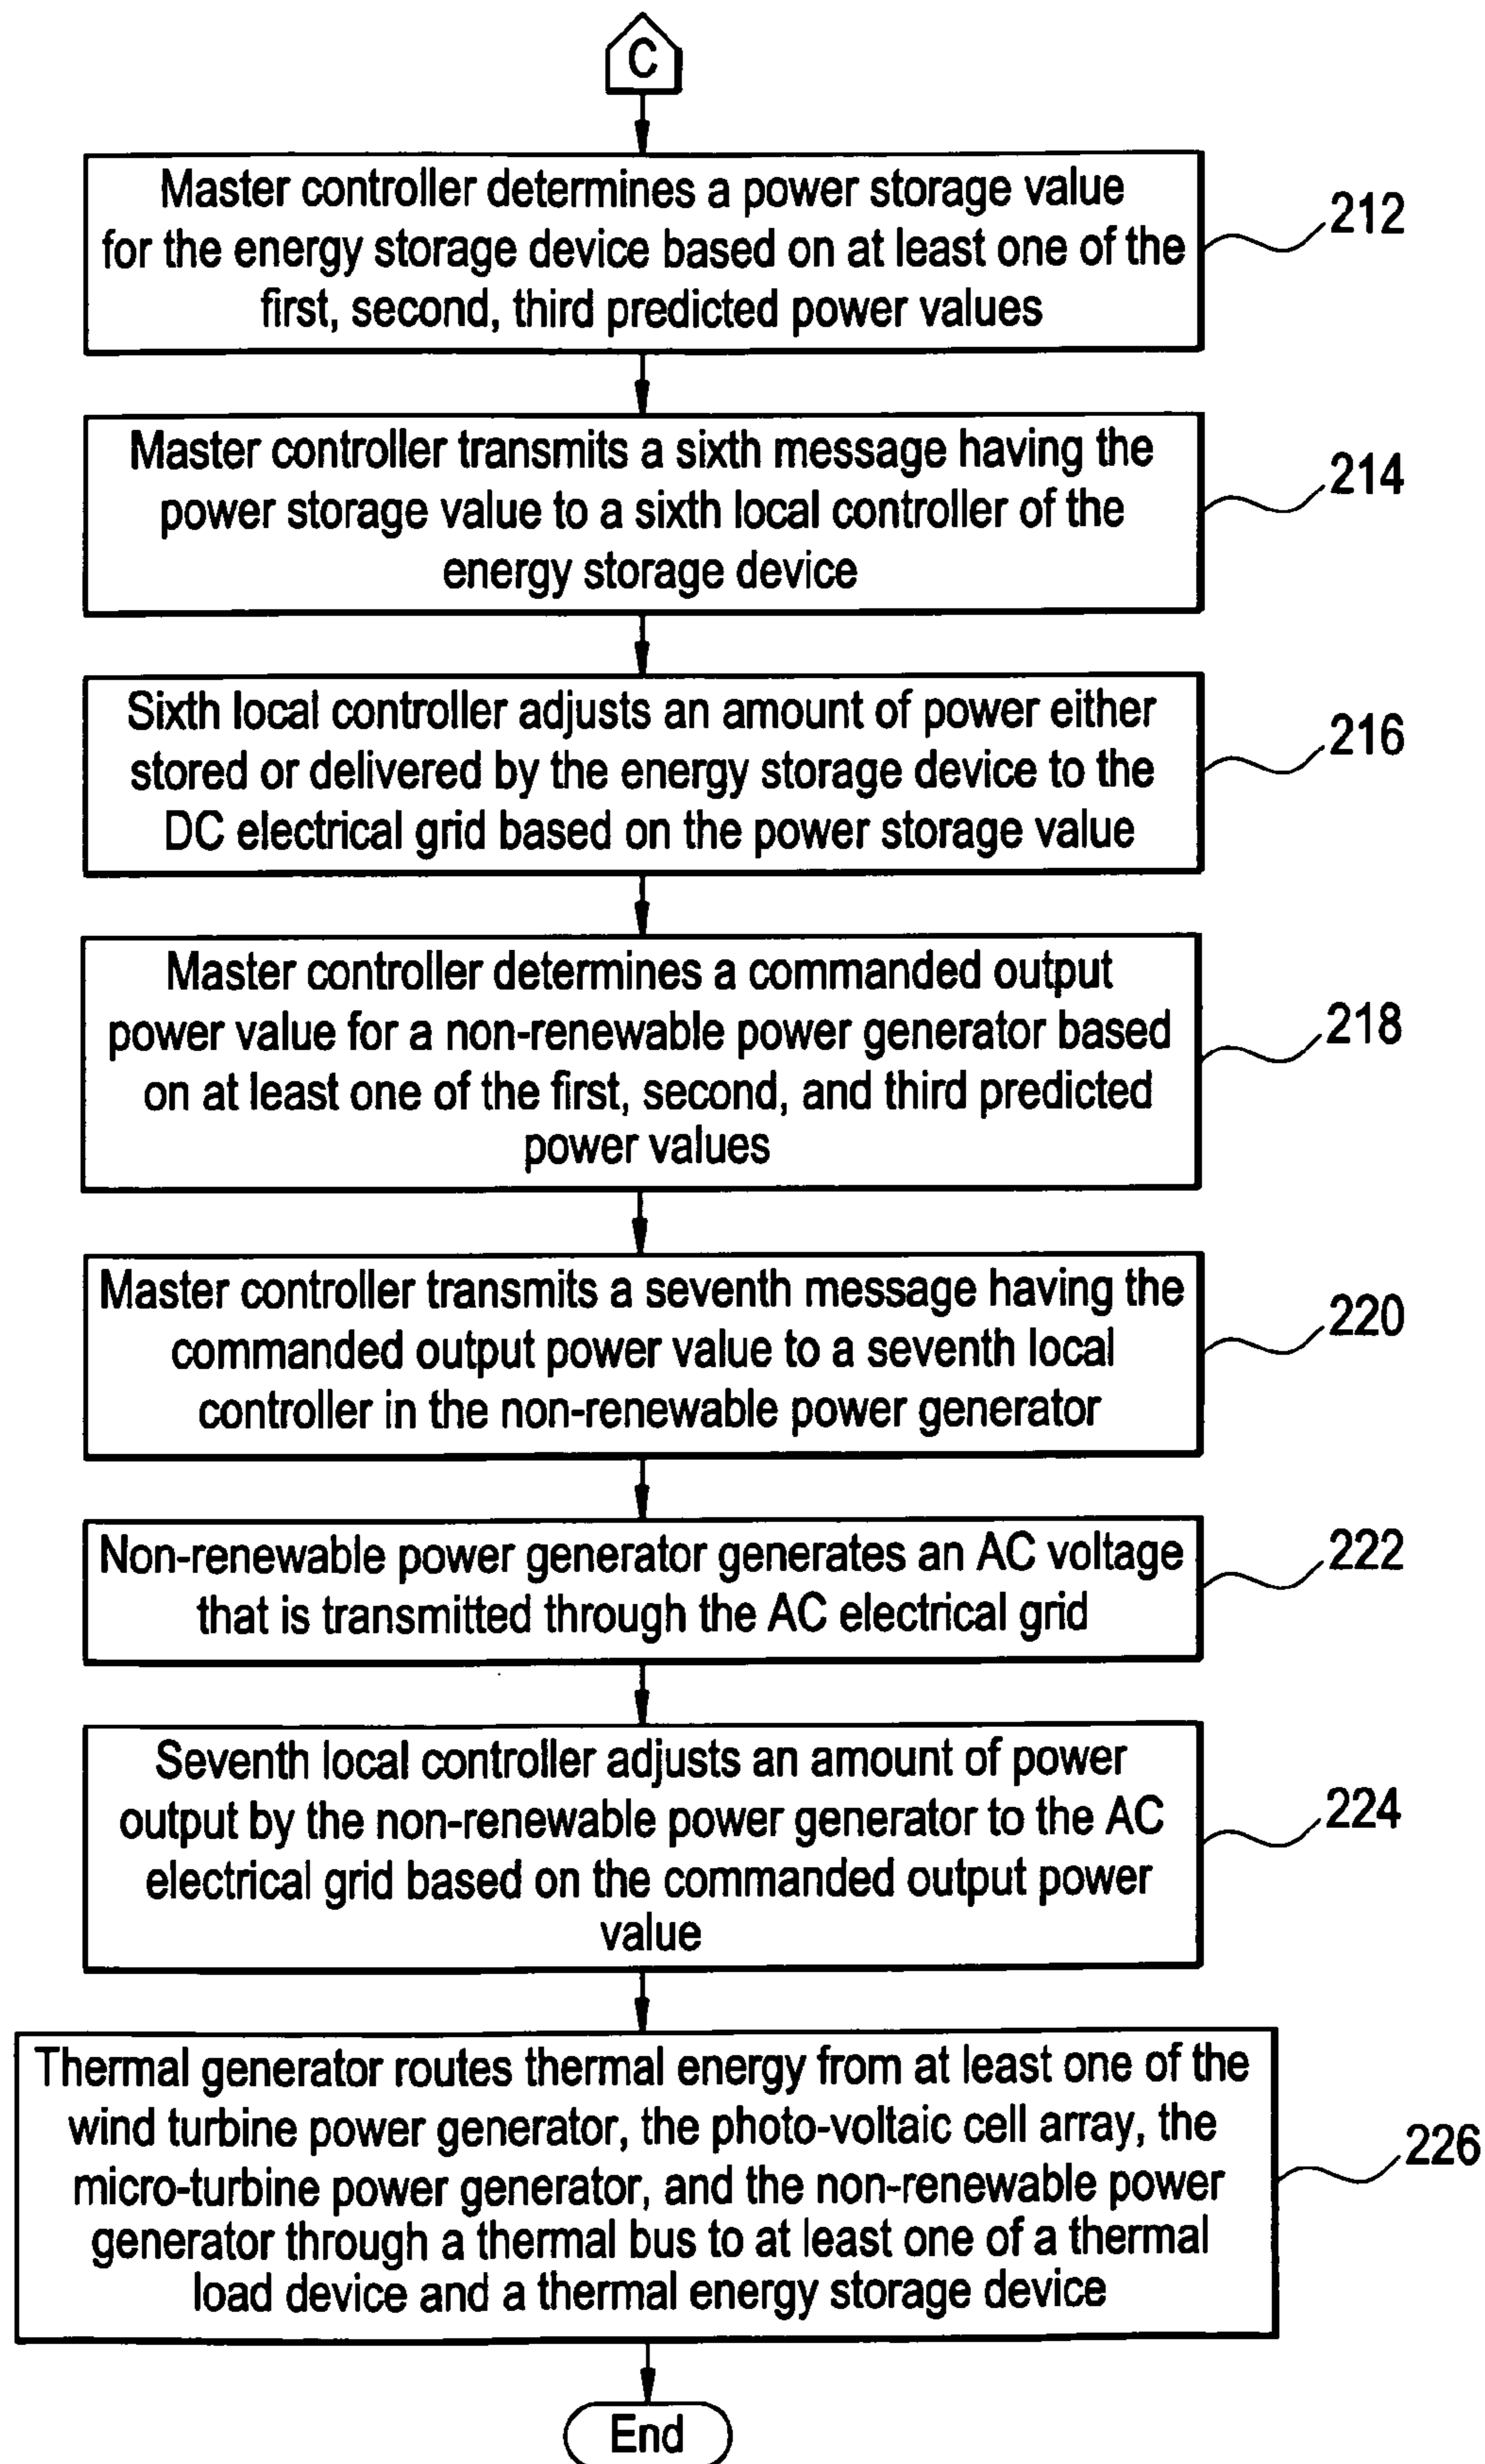 C
Master controller determines a power storage value
for the energy storage device based on at least one of the
first, second, third predicted power values
212
Master controller transmits a sixth message having the
power storage value to a sixth local controller of the
energy storage device
214
Sixth local controller adjusts an amount of power either
stored or delivered by the energy storage device to the
DC electrical grid based on the power storage value
216
Master controller determines a commanded output
power value for a non-renewable power generator based
on at least one of the first, second, and third predicted
power values
218
Master controller transmits a seventh message having the
commanded output power value to a seventh local
controller in the non-renewable power generator
220
Non-renewable power generator generates an AC voltage
that is transmitted through the AC electrical grid
222
Seventh local controller adjusts an amount of power
output by the non-renewable power generator to the AC
electrical grid based on the commanded output power
value
224
Thermal generator routes thermal energy from at least one of the
wind turbine power generator, the photo-voltaic cell array, the
micro-turbine power generator, and the non-renewable power
generator through a thermal bus to at least one of a thermal
load device and a thermal energy storage device
226
End